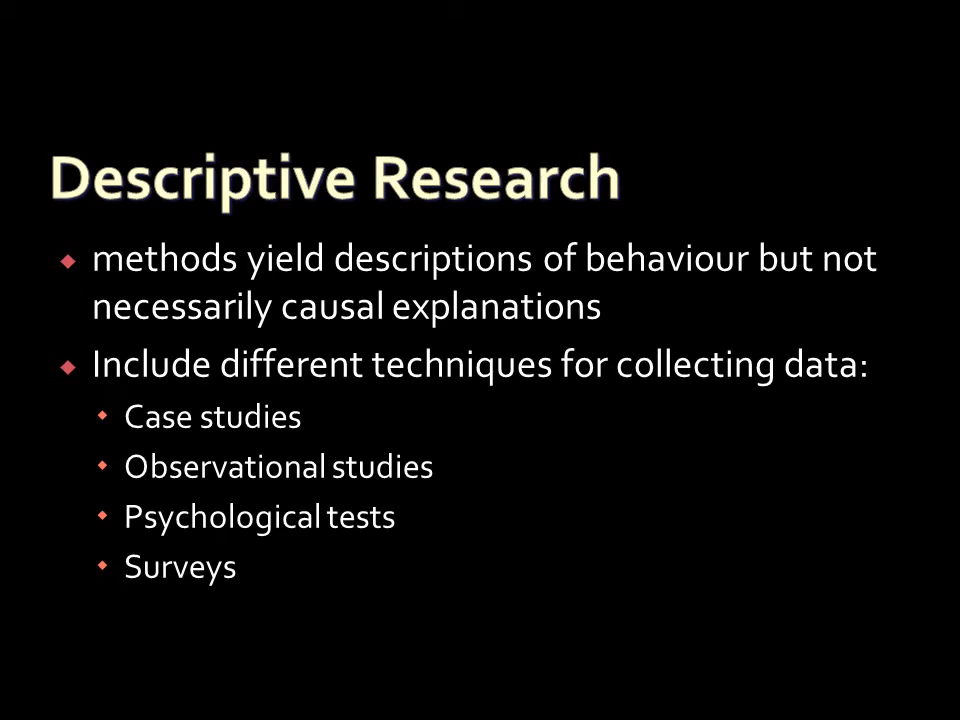 Descriptive Research
methods yield descriptions of behaviour but not
necessarily causal explanations
Include different techniques for collecting data:
Case studies
Observational studies
Psychological tests
Surveys